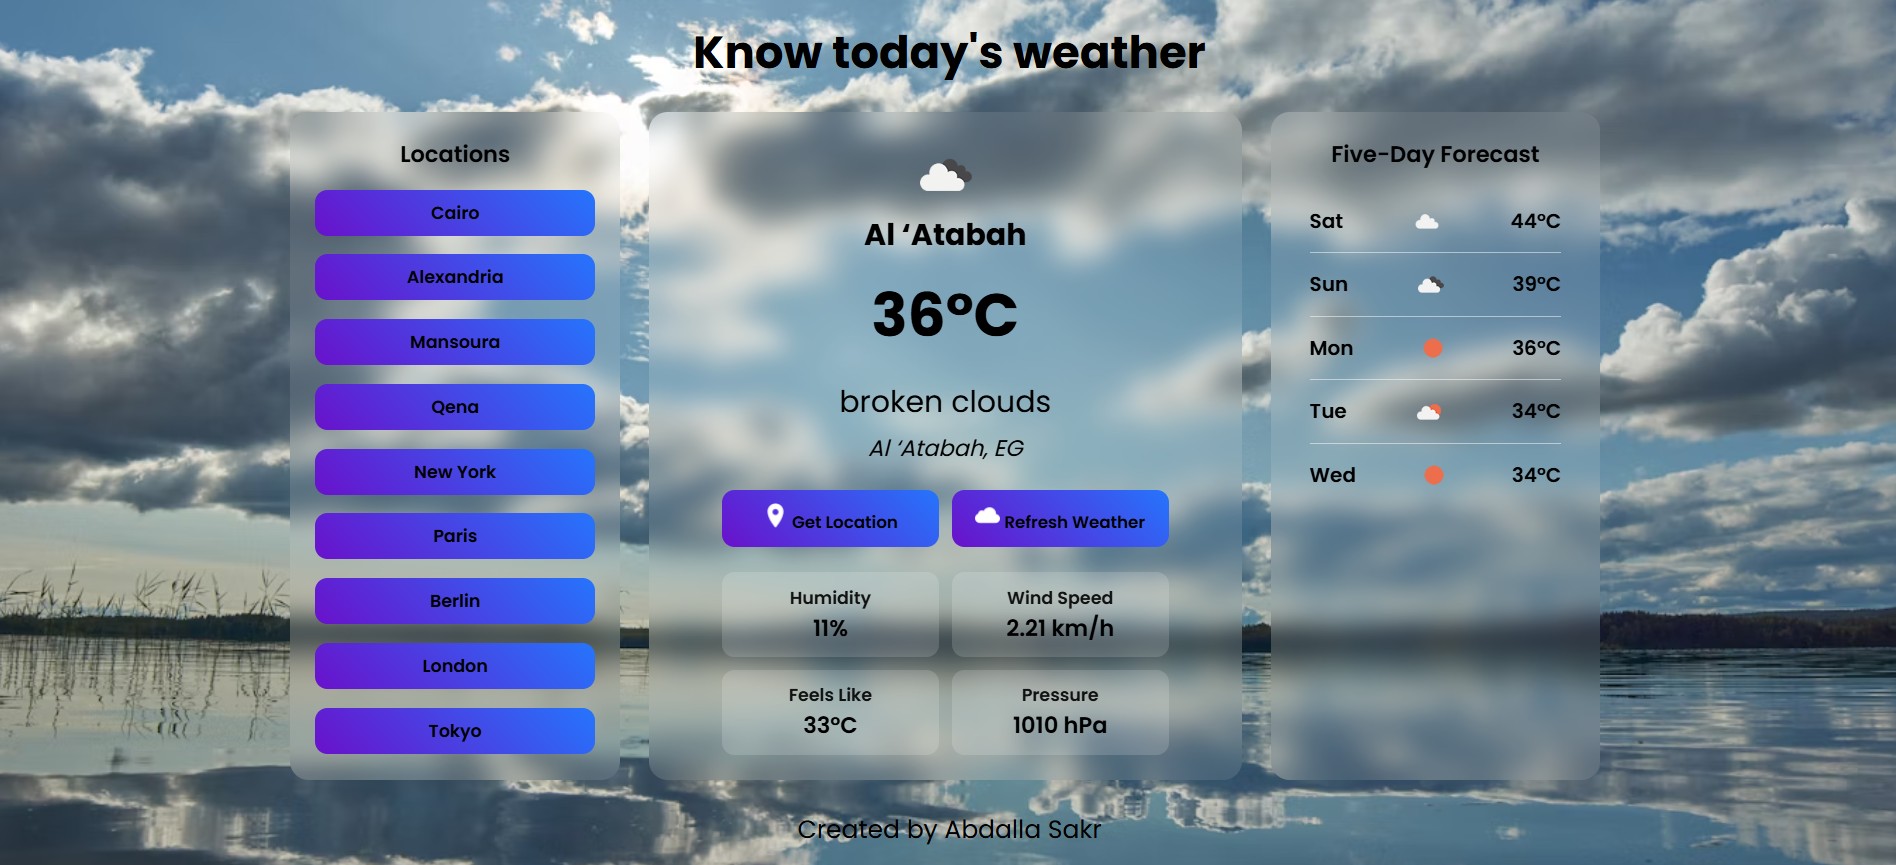 Know today's weather
Locations
Cairo
Alexandria
Mansoura
Qena
New York
Paris
Berlin
London
Tokyo
Al ‘Atabah
36°C
broken clouds
Al ‘Atabah, EG
Get Location
Refresh Weather
Humidity
11%
Wind Speed
2.21 km/h
Feels Like
33°C
Pressure
1010 hPa
Five-Day Forecast
Sat 44°C
Sun 39°C
Mon 36°C
Tue 34°C
Wed 34°C
Created by Abdalla Sakr